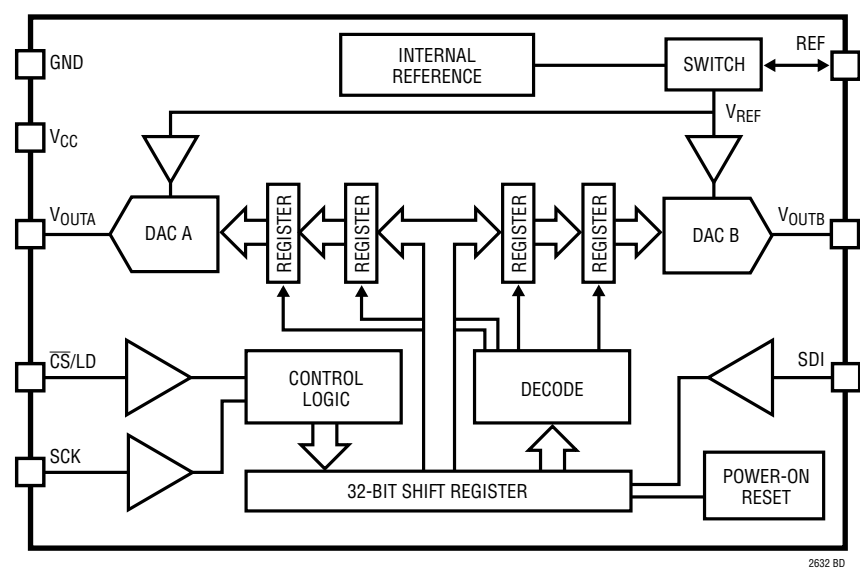 INTERNAL
REFERENCE
SWITCH
REF
GND
VREF
VCC
VOUTA
DAC A
REGISTER
REGISTER
REGISTER
REGISTER
DAC B
VOUTB
C̅S̅/LD
CONTROL
LOGIC
DECODE
SDI
SCK
32-BIT SHIFT REGISTER
POWER-ON
RESET
2632 BD